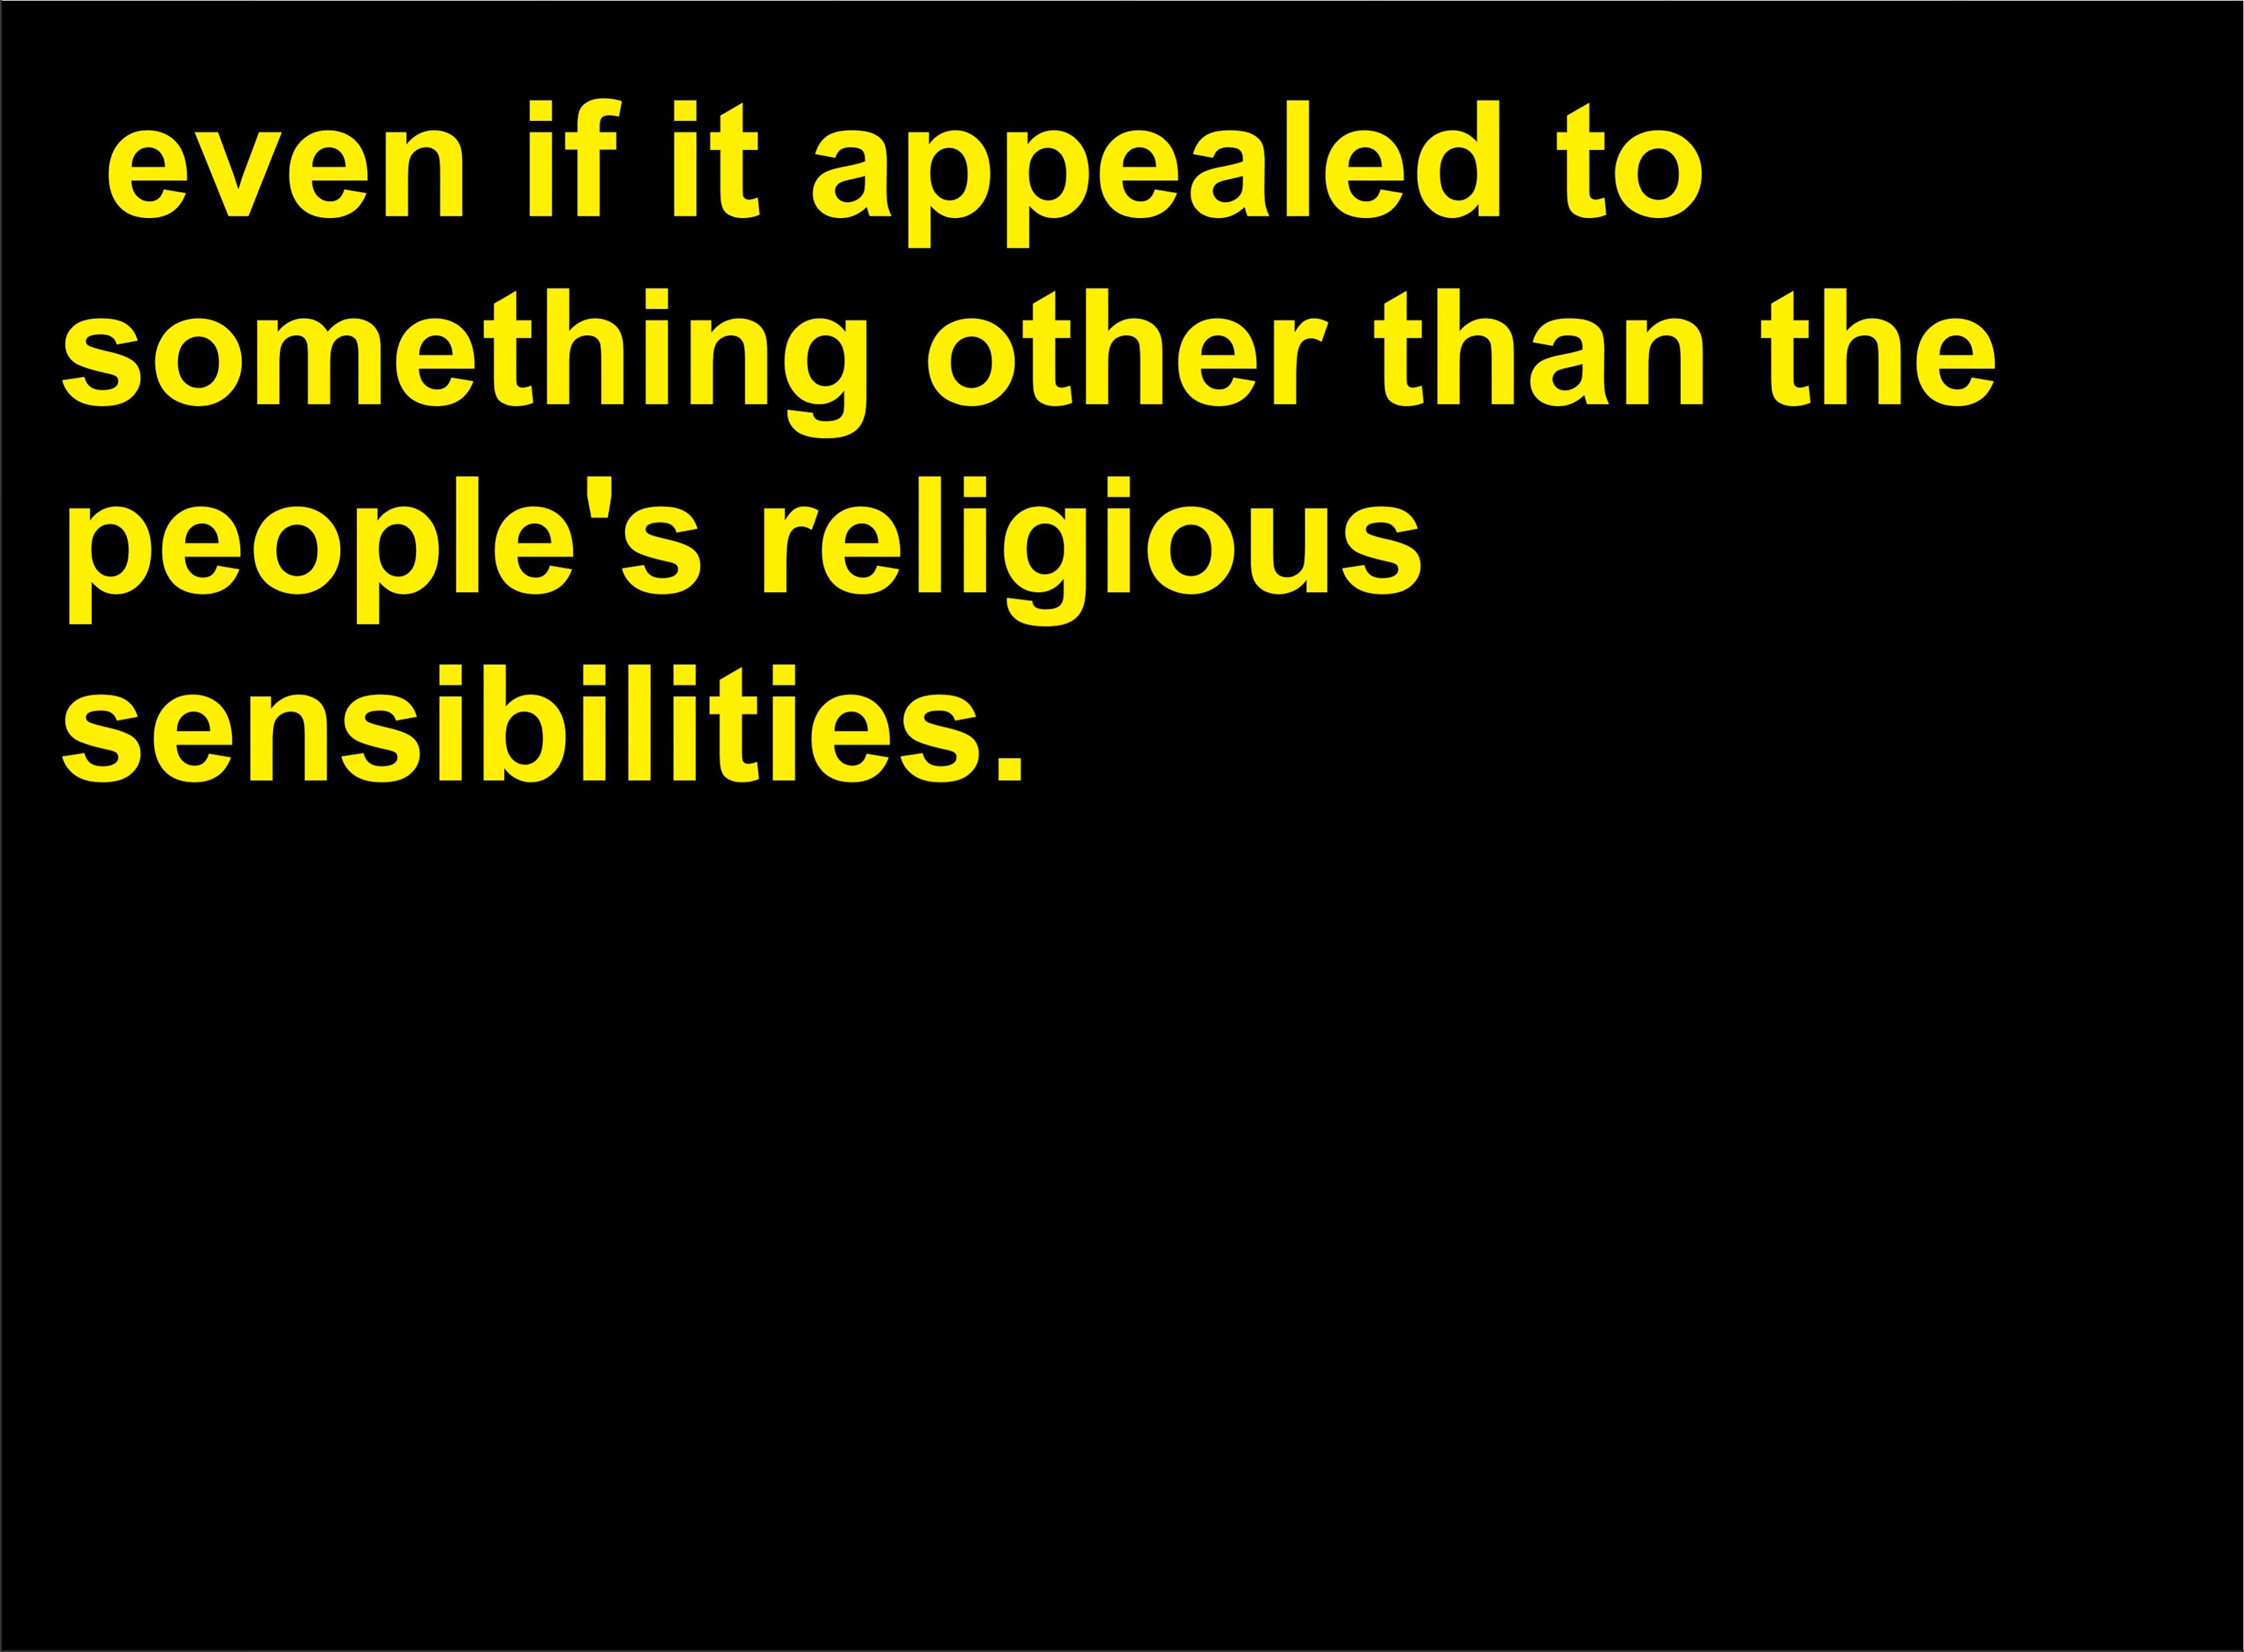 even if it appealed to
something other than the
people's religious
sensibilities.